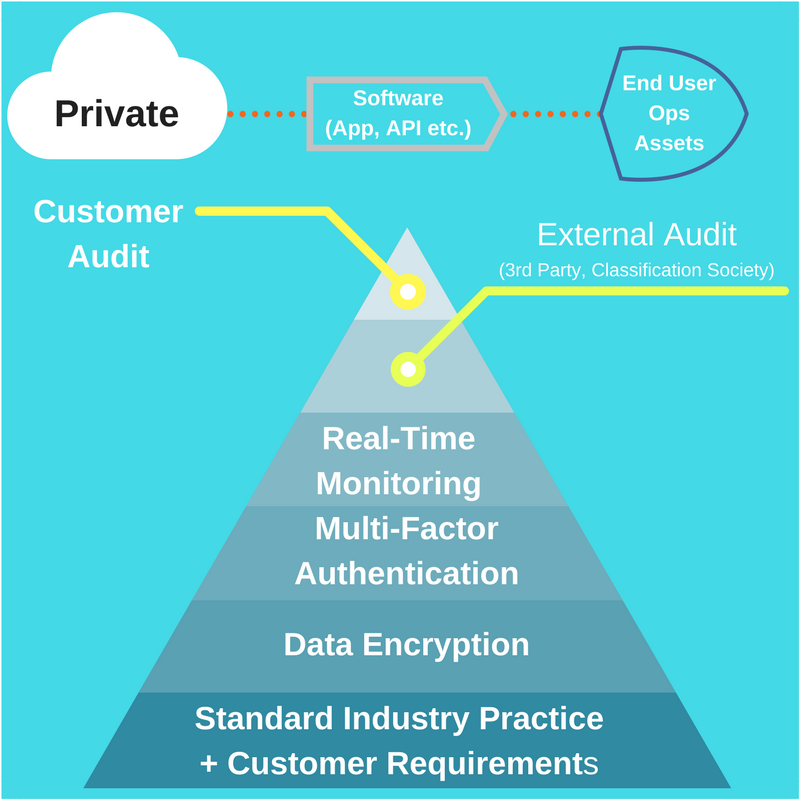 Private
Software
(App, API etc.)
End User
Ops
Assets
Customer
Audit
External Audit
(3rd Party, Classification Society)
Real-Time
Monitoring
Multi-Factor
Authentication
Data Encryption
Standard Industry Practice
+ Customer Requirements